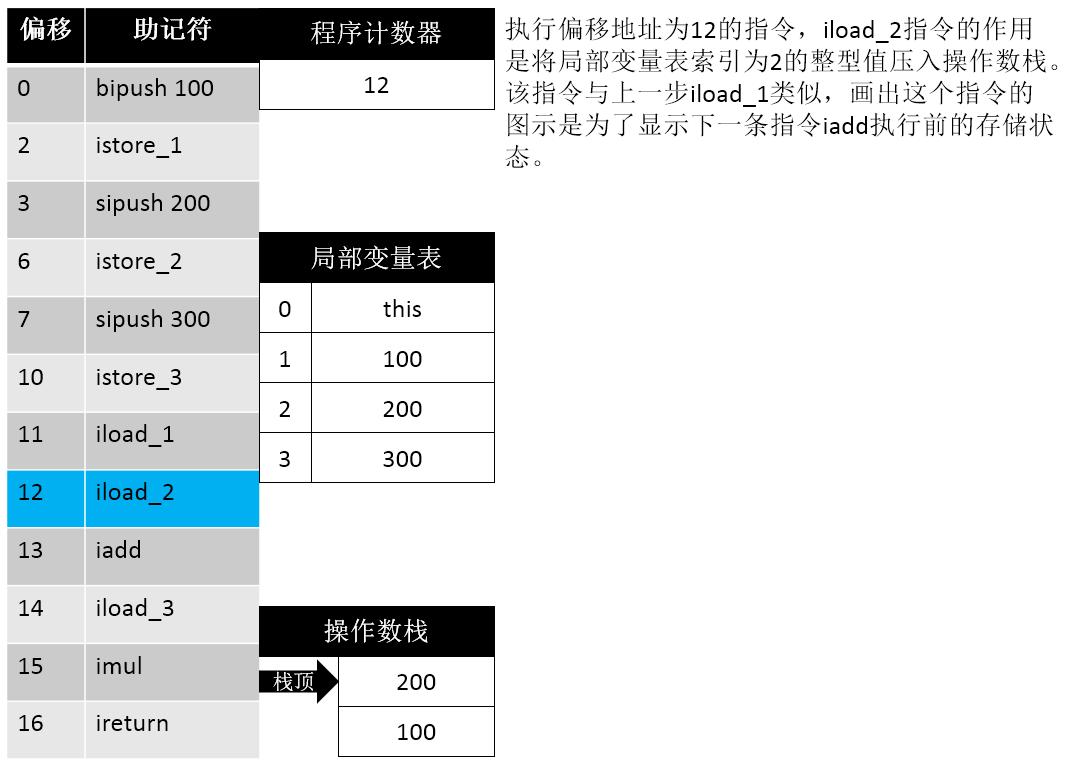 偏移 助记符
0 bipush 100
2 istore_1
3 sipush 200
6 istore_2
7 sipush 300
10 istore_3
11 iload_1
12 iload_2
13 iadd
14 iload_3
15 imul
16 ireturn
程序计数器
12
局部变量表
0 this
1 100
2 200
3 300
操作数栈
栈顶 200
100
执行偏移地址为12的指令，iload_2指令的作用
是将局部变量表索引为2的整型值压入操作数栈。
该指令与上一步iload_1类似，画出这个指令的
图示是为了显示下一条指令iadd执行前的存储状
态。